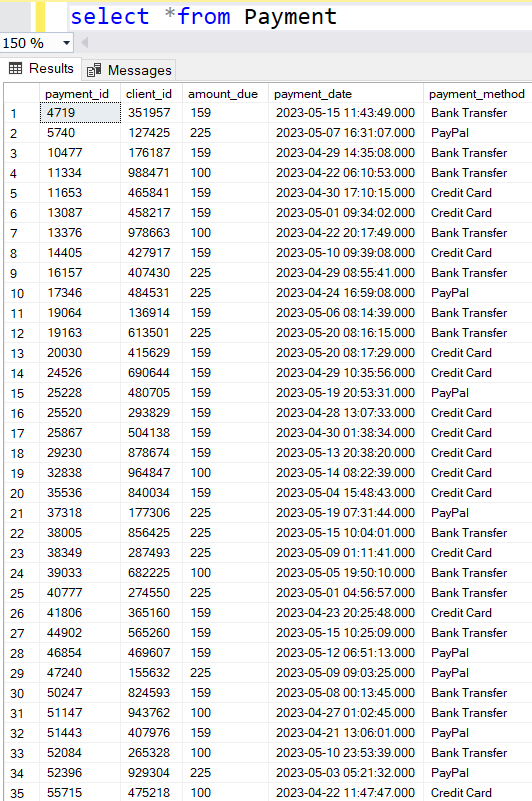 select *from Payment
150 %
Results Messages
payment_id client_id amount_due payment_date payment_method
1 4719 351957 159 2023-05-15 11:43:49.000 Bank Transfer
2 5740 127425 225 2023-05-07 16:31:07.000 PayPal
3 10477 176187 159 2023-04-29 14:35:08.000 Bank Transfer
4 11334 988471 100 2023-04-22 06:10:53.000 Bank Transfer
5 11653 465841 159 2023-04-30 17:10:15.000 Credit Card
6 13087 458217 159 2023-05-01 09:34:02.000 Credit Card
7 13376 978663 100 2023-04-22 20:17:49.000 Bank Transfer
8 14405 427917 159 2023-05-10 09:39:08.000 Credit Card
9 16157 407430 225 2023-04-29 08:55:41.000 Bank Transfer
10 17346 484531 225 2023-04-24 16:59:08.000 PayPal
11 19064 136914 159 2023-05-06 08:14:39.000 Bank Transfer
12 19163 613501 225 2023-05-20 08:16:15.000 Bank Transfer
13 20030 415629 159 2023-05-20 08:17:29.000 Credit Card
14 24526 690644 159 2023-04-29 10:35:56.000 Credit Card
15 25228 480705 159 2023-05-19 20:53:31.000 PayPal
16 25520 293829 159 2023-04-28 13:07:33.000 Credit Card
17 25867 504138 159 2023-04-30 01:38:34.000 Credit Card
18 29230 878674 159 2023-05-13 20:38:20.000 Credit Card
19 32838 964847 100 2023-05-14 08:22:39.000 Credit Card
20 35536 840034 159 2023-05-04 15:48:43.000 Credit Card
21 37318 177306 225 2023-05-19 07:31:44.000 PayPal
22 38005 856425 225 2023-05-15 10:04:01.000 Bank Transfer
23 38349 287493 225 2023-05-09 01:11:41.000 Credit Card
24 39033 682225 100 2023-05-05 19:50:10.000 Bank Transfer
25 40777 274550 225 2023-05-01 04:56:57.000 Bank Transfer
26 41806 365160 159 2023-04-23 20:25:48.000 Credit Card
27 44902 565260 159 2023-05-15 10:25:09.000 Bank Transfer
28 46854 469607 159 2023-05-12 06:51:13.000 PayPal
29 47240 155632 225 2023-05-09 09:03:25.000 PayPal
30 50247 824593 159 2023-05-08 00:13:45.000 Bank Transfer
31 51147 943762 100 2023-04-27 01:02:45.000 Bank Transfer
32 51443 407976 159 2023-04-21 13:06:01.000 PayPal
33 52084 265328 100 2023-05-10 23:53:39.000 Bank Transfer
34 52396 929304 225 2023-05-03 05:21:32.000 PayPal
35 55715 475218 100 2023-04-22 11:47:47.000 Credit Card